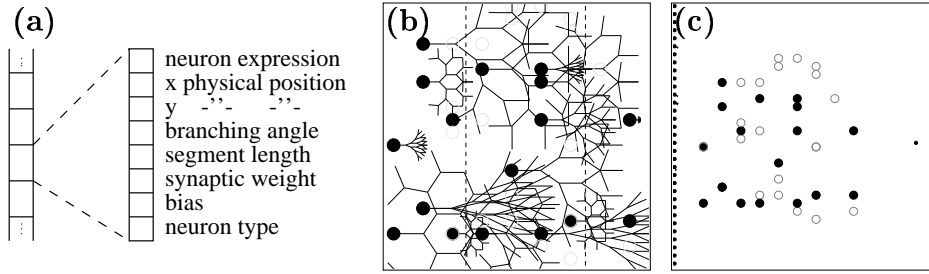 (a)
neuron expression
x physical position
y -''- -''-
branching angle
segment length
synaptic weight
bias
neuron type
(b)
(c)